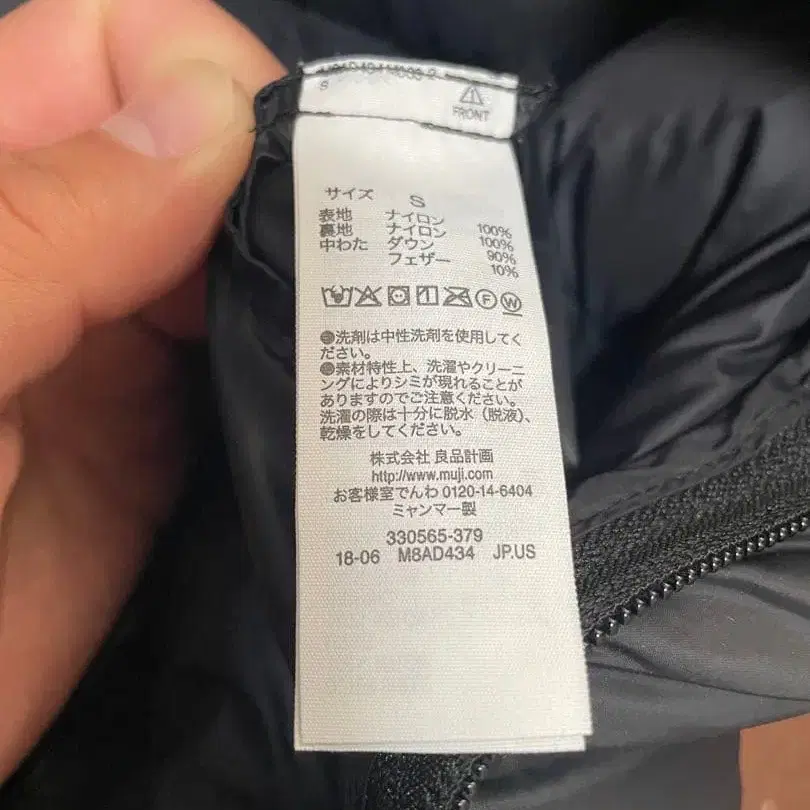 S
FRONT
サイズ S
表地 ナイロン 100%
裏地 ナイロン 100%
中わた ダウン 90%
フェザー 10%
F W
●洗剤は中性洗剤を使用してく
ださい。
●素材特性上、洗濯やクリーニ
ングによりシミが現れることが
ありますのでご注意ください。
洗濯の際は十分に脱水（脱液）、
乾燥をしてください。
株式会社 良品計画
http://www.muji.com
お客様室でんわ 0120-14-6404
ミャンマー製
330565-379
18-06 M8AD434 JP.US